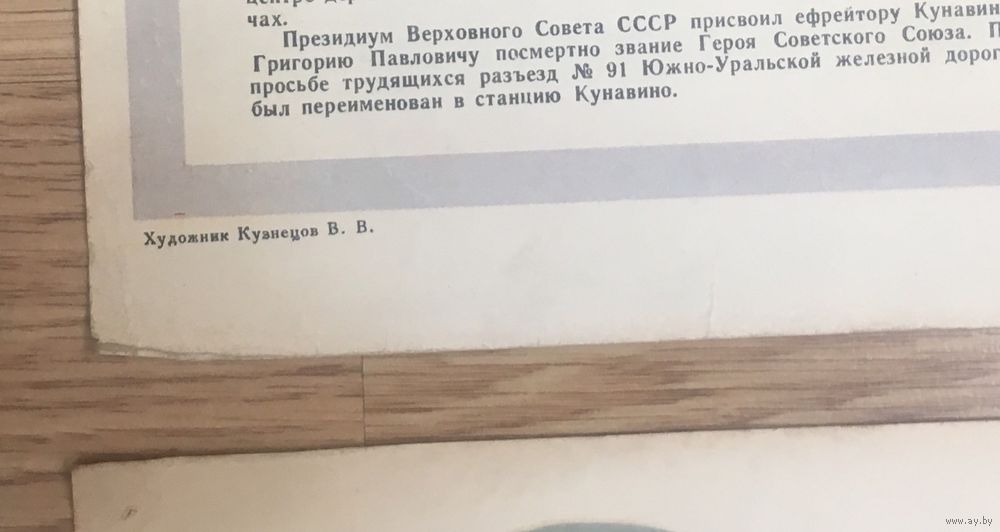 чах.
Президиум Верховного Совета СССР присвоил ефрейтору Кунавин
Григорию Павловичу посмертно звание Героя Советского Союза. П
просьбе трудящихся разъезд № 91 Южно-Уральской железной дорог
был переименован в станцию Кунавино.
Художник Кузнецов В. В.
www.ay.by